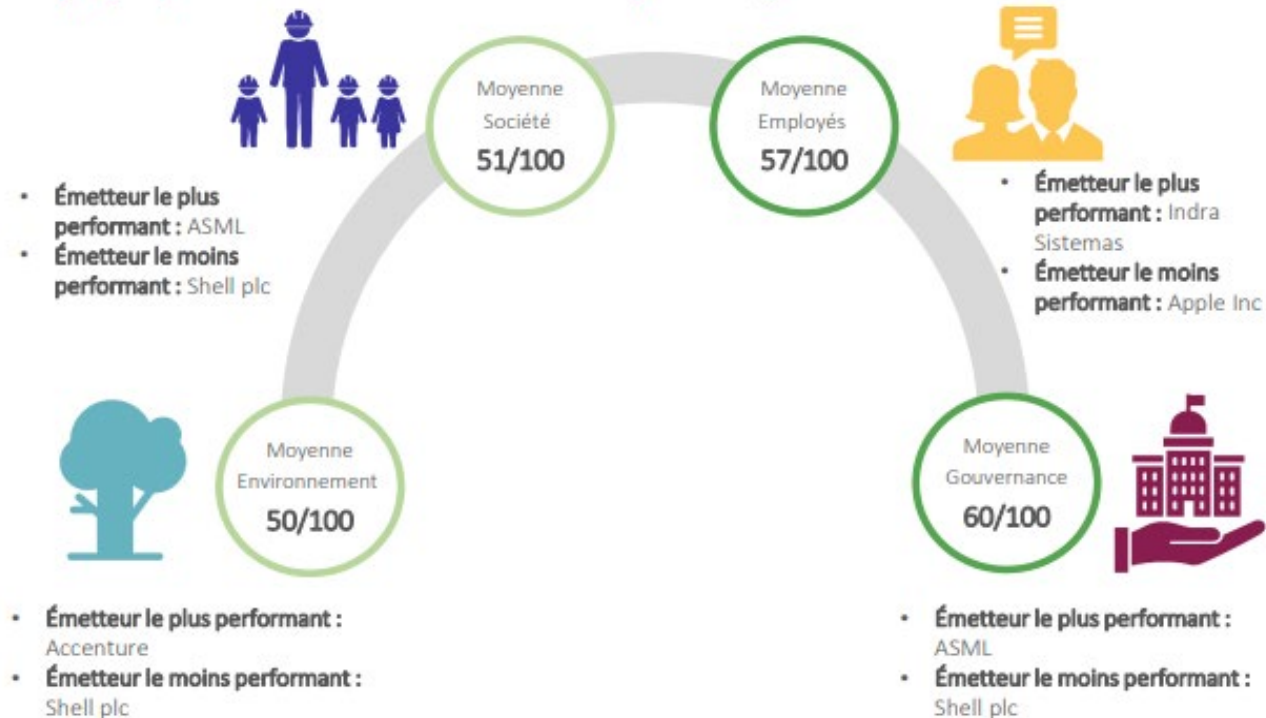 Moyenne
Société
51/100
Moyenne
Employés
57/100
• Émetteur le plus
performant : ASML
• Émetteur le moins
performant : Shell plc
• Émetteur le plus
performant : Indra
Sistemas
• Émetteur le moins
performant : Apple Inc
Moyenne
Environnement
50/100
Moyenne
Gouvernance
60/100
• Émetteur le plus performant :
Accenture
• Émetteur le moins performant :
Shell plc
• Émetteur le plus performant :
ASML
• Émetteur le moins performant :
Shell plc